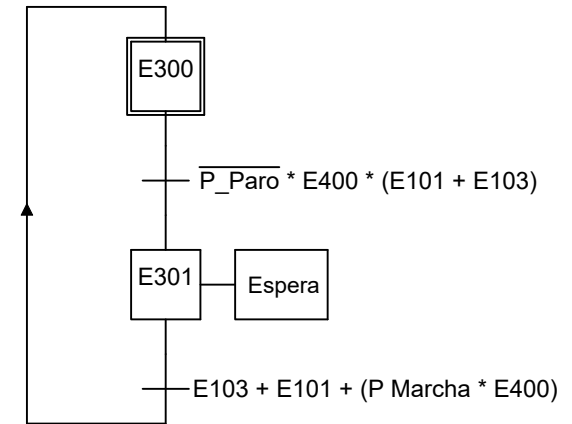 E300
P_Paro * E400 * (E101 + E103)
E301
Espera
E103 + E101 + (P Marcha * E400)